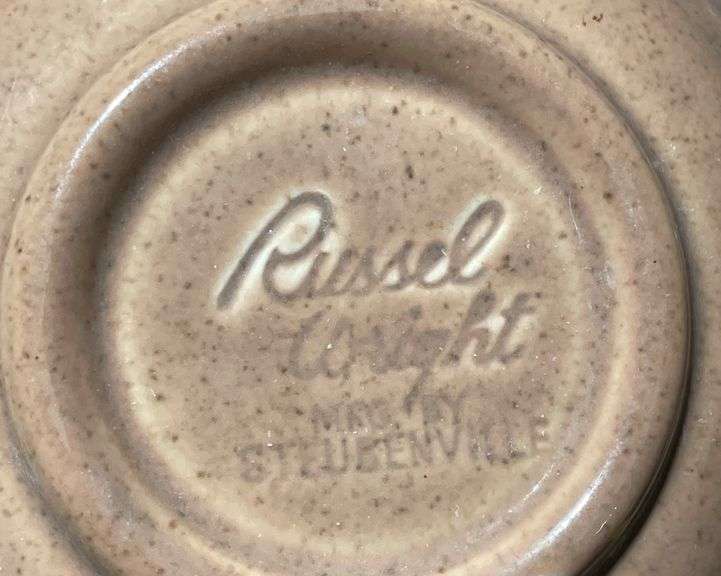 Russel
Wright
MFG. BY
STEUBENVILLE